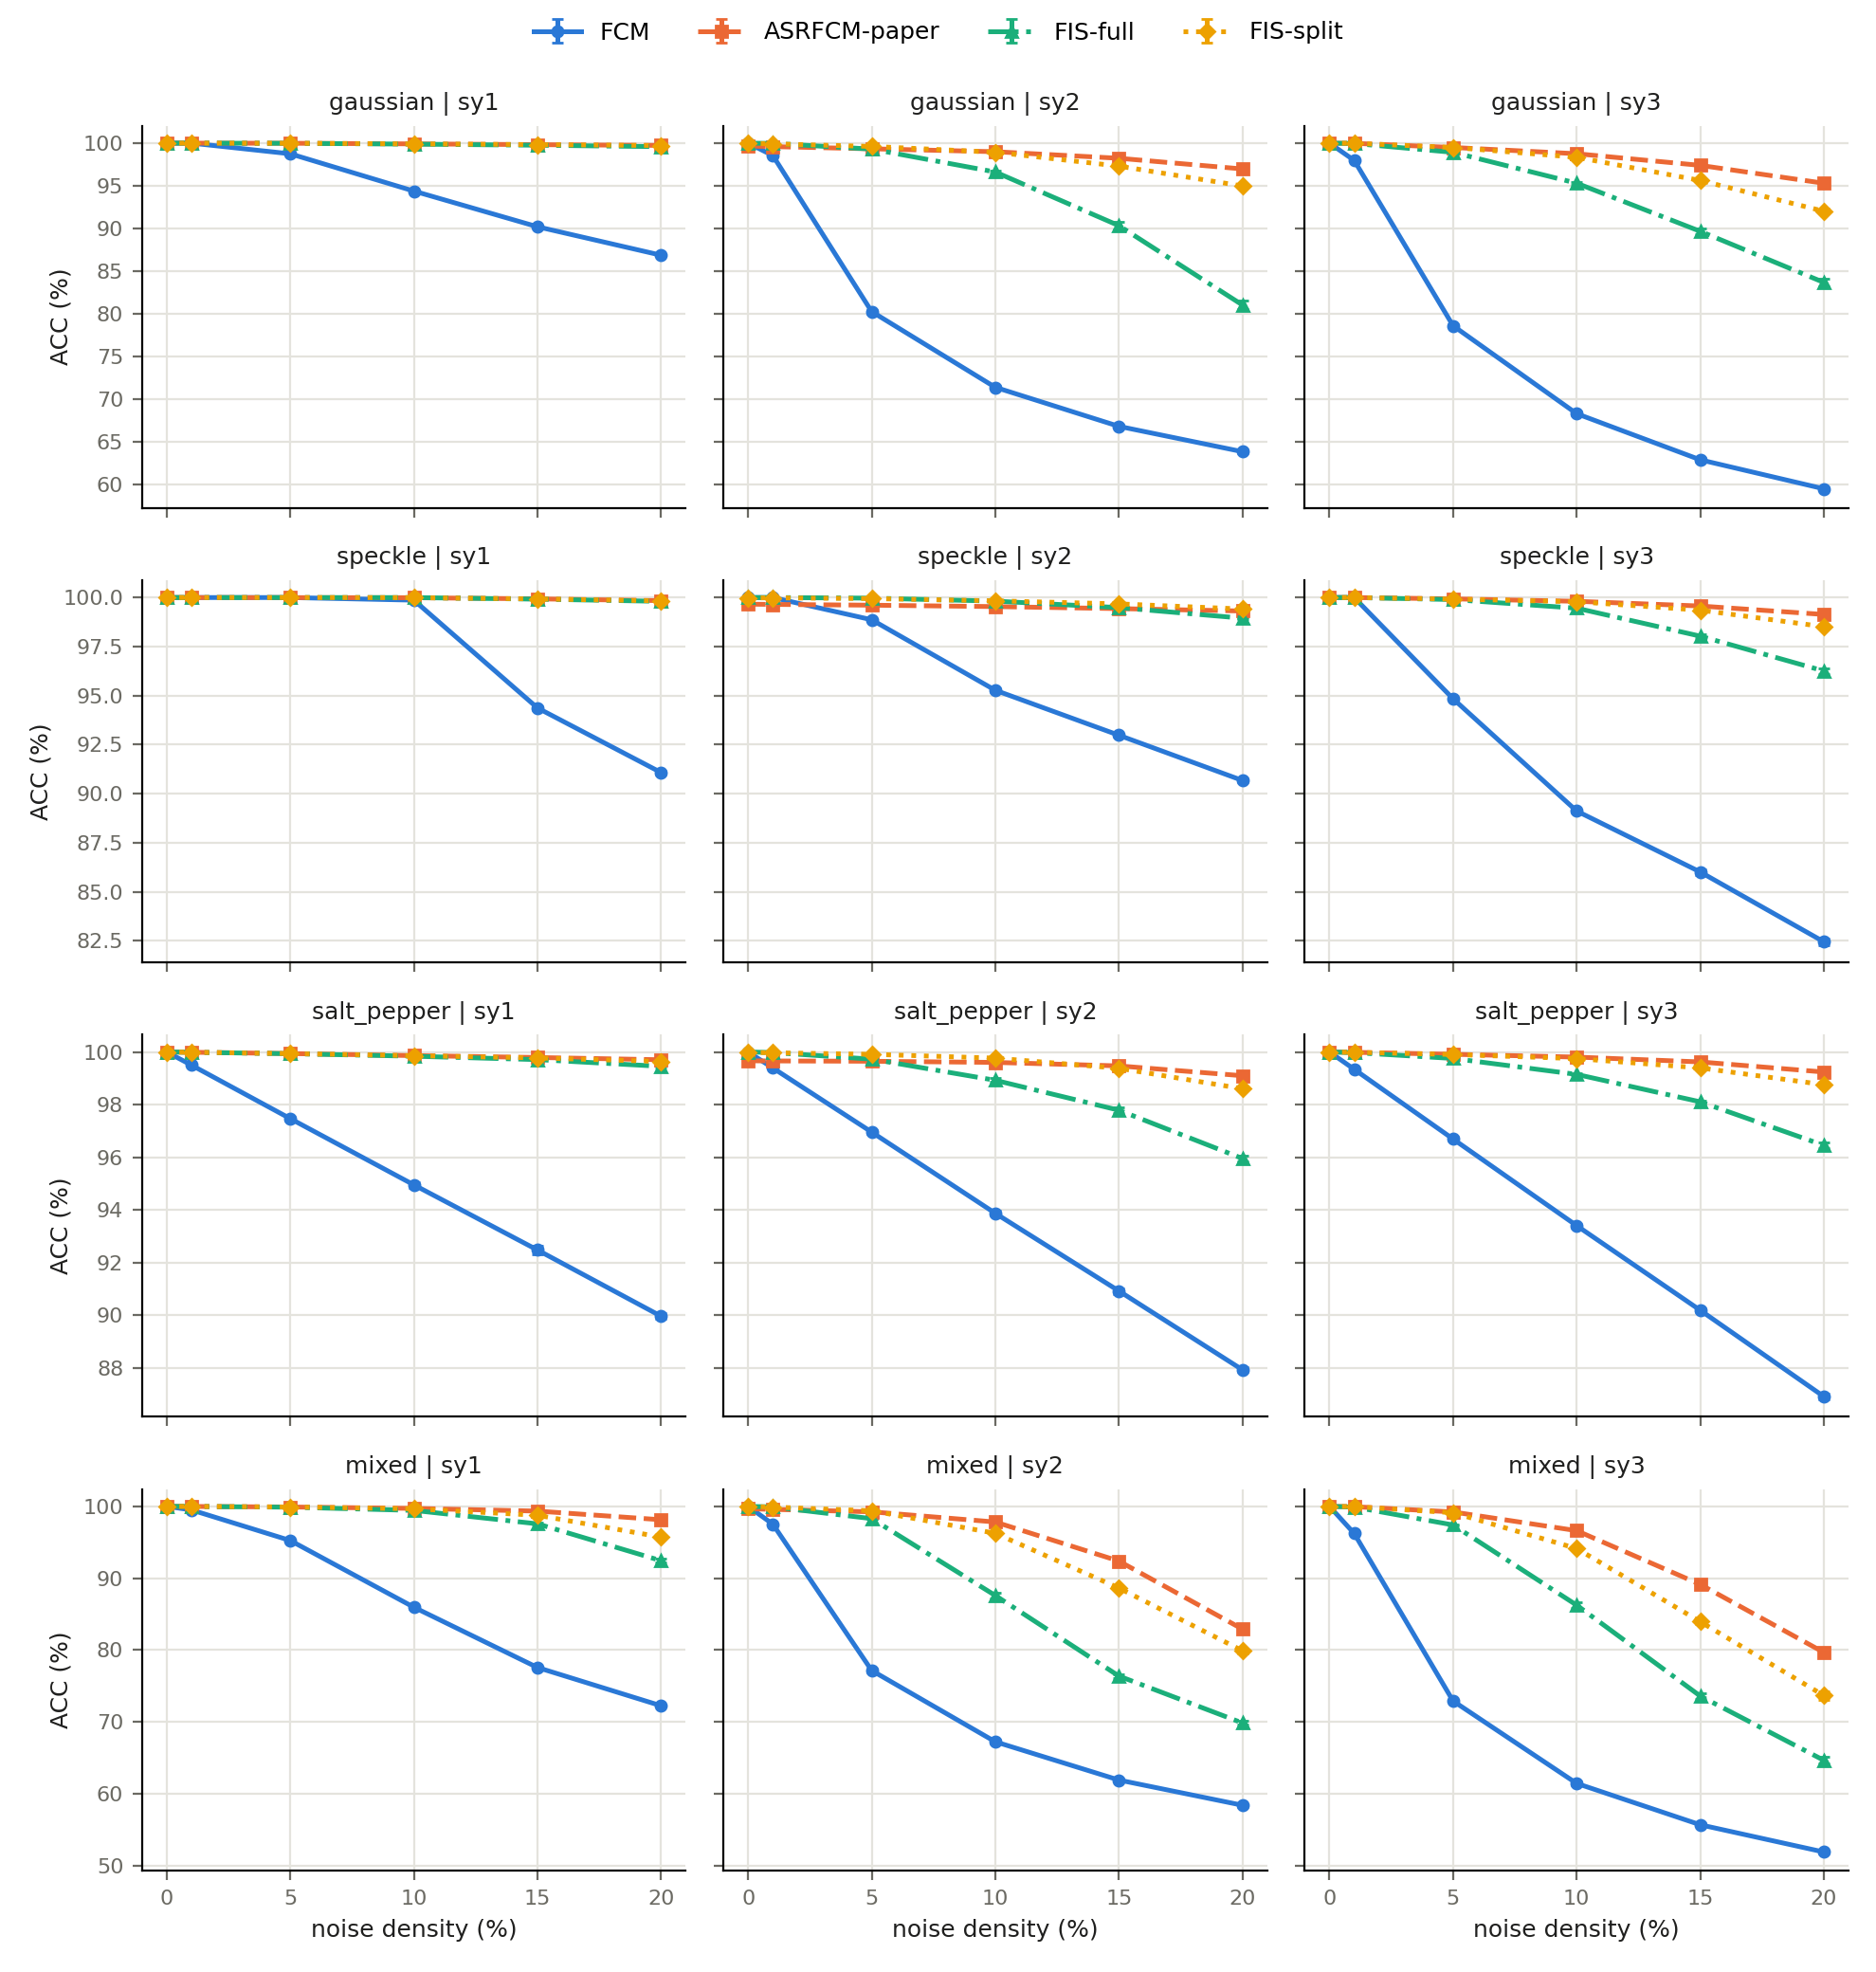 FCM ASRFCM-paper FIS-full FIS-split
gaussian | sy1 gaussian | sy2 gaussian | sy3
100
95
90
85
80
75
70
65
60
ACC (%)
speckle | sy1 speckle | sy2 speckle | sy3
100.0
97.5
95.0
92.5
90.0
87.5
85.0
82.5
ACC (%)
salt_pepper | sy1 salt_pepper | sy2 salt_pepper | sy3
100
98
96
94
92
90
88
ACC (%)
mixed | sy1 mixed | sy2 mixed | sy3
100
90
80
70
60
50
ACC (%)
0 5 10 15 20 0 5 10 15 20 0 5 10 15 20
noise density (%) noise density (%) noise density (%)